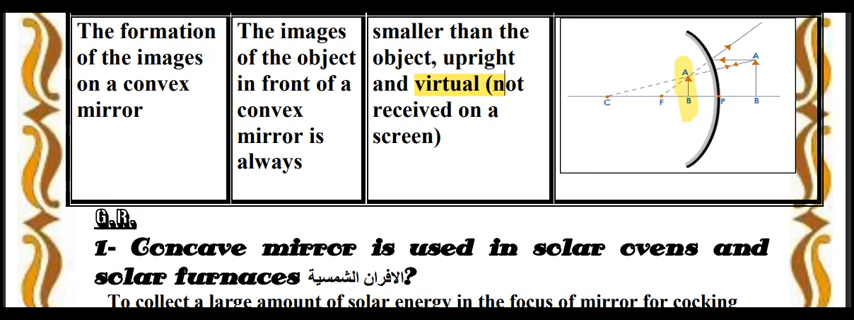 The formation
of the images
on a convex
mirror
The images
of the object
in front of a
convex
mirror is
always
smaller than the
object, upright
and virtual (not
received on a
screen)
A
A
C
F
B
P
B
G.R.
1- Concave mirror is used in solar ovens and
solar furnaces الافران الشمسية?
To collect a large amount of solar energy in the focus of mirror for cocking